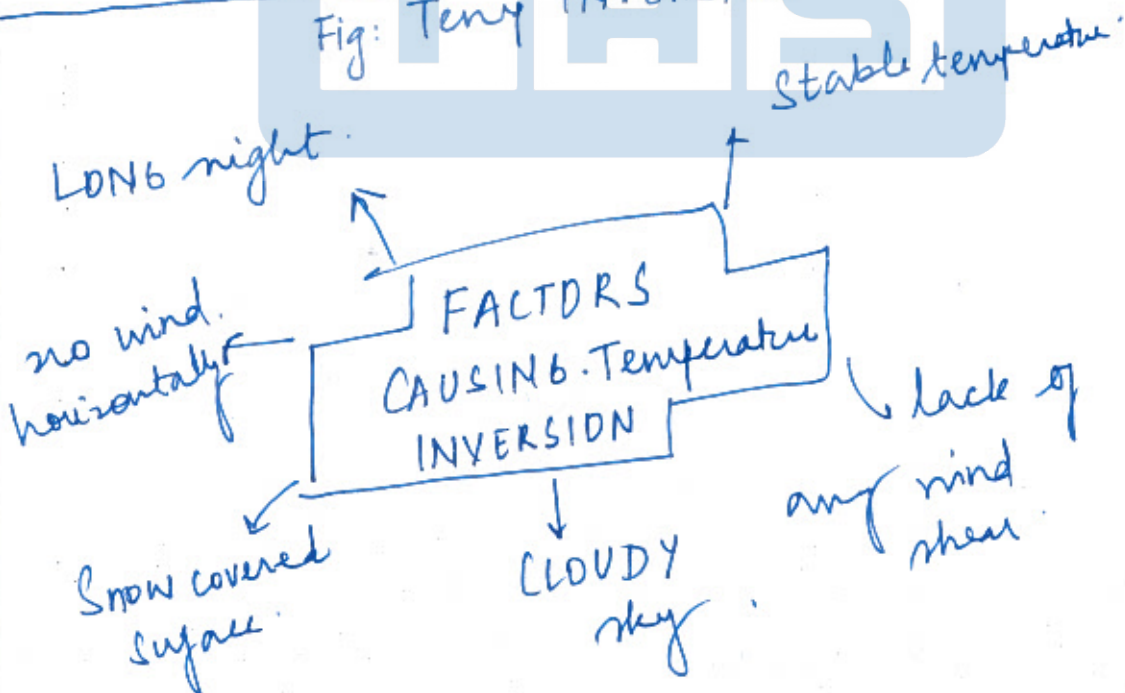 Fig: Temp
Stable temperature.
LONG night.
FACTORS
CAUSING. Temperature
INVERSION
no wind.
horizontally
lack of
any wind
shear.
Snow covered
surface.
CLOUDY
sky.